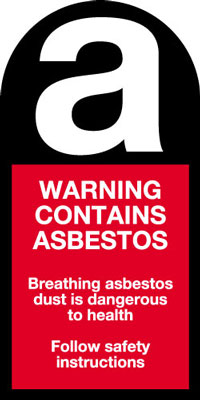 a
WARNING
CONTAINS
ASBESTOS
Breathing asbestos
dust is dangerous
to health
Follow safety
instructions